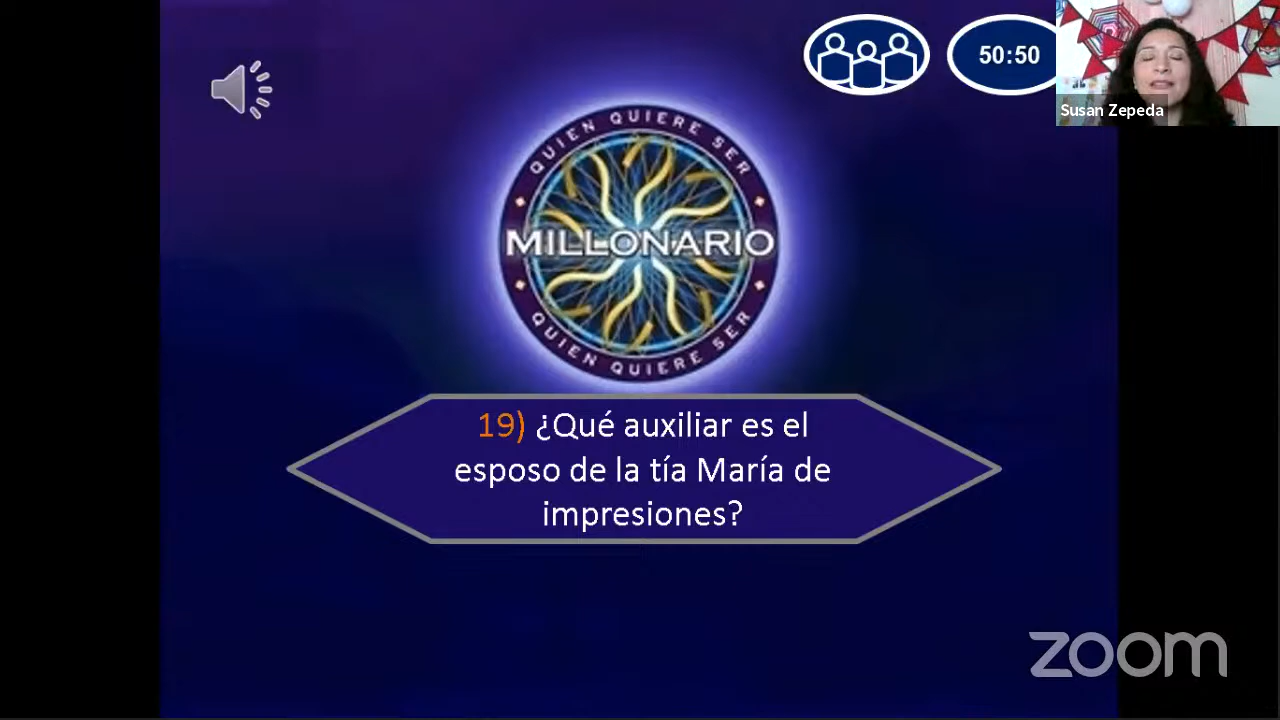 50:50
Susan Zepeda
QUIEN QUIERE SER
MILLONARIO
QUIEN QUIERE SER
19) ¿Qué auxiliar es el
esposo de la tía María de
impresiones?
zoom